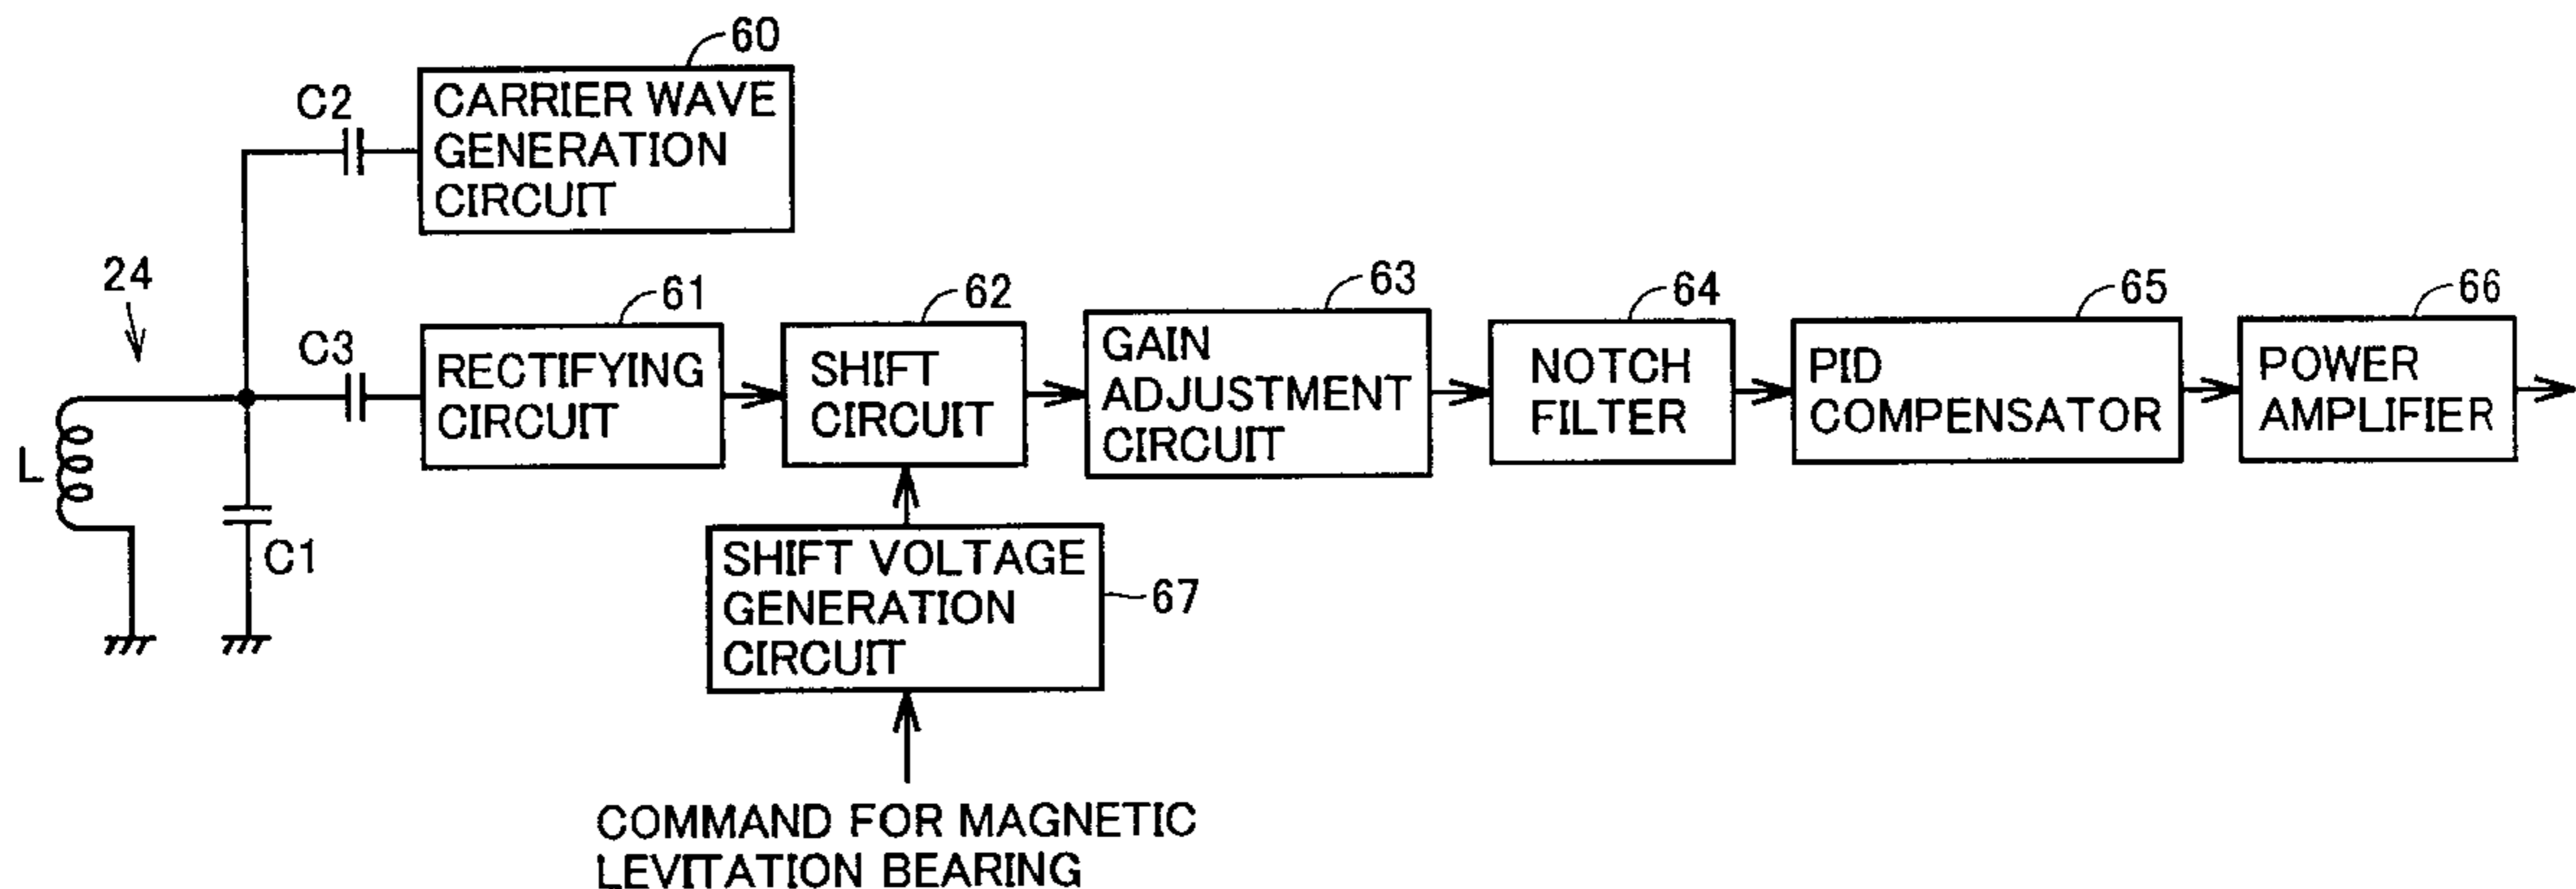 60
C2
CARRIER WAVE
GENERATION
CIRCUIT
24
61
62
63
64
65
66
C3
RECTIFYING
CIRCUIT
SHIFT
CIRCUIT
GAIN
ADJUSTMENT
CIRCUIT
NOTCH
FILTER
PID
COMPENSATOR
POWER
AMPLIFIER
L
C1
SHIFT VOLTAGE
GENERATION
CIRCUIT
67
COMMAND FOR MAGNETIC
LEVITATION BEARING